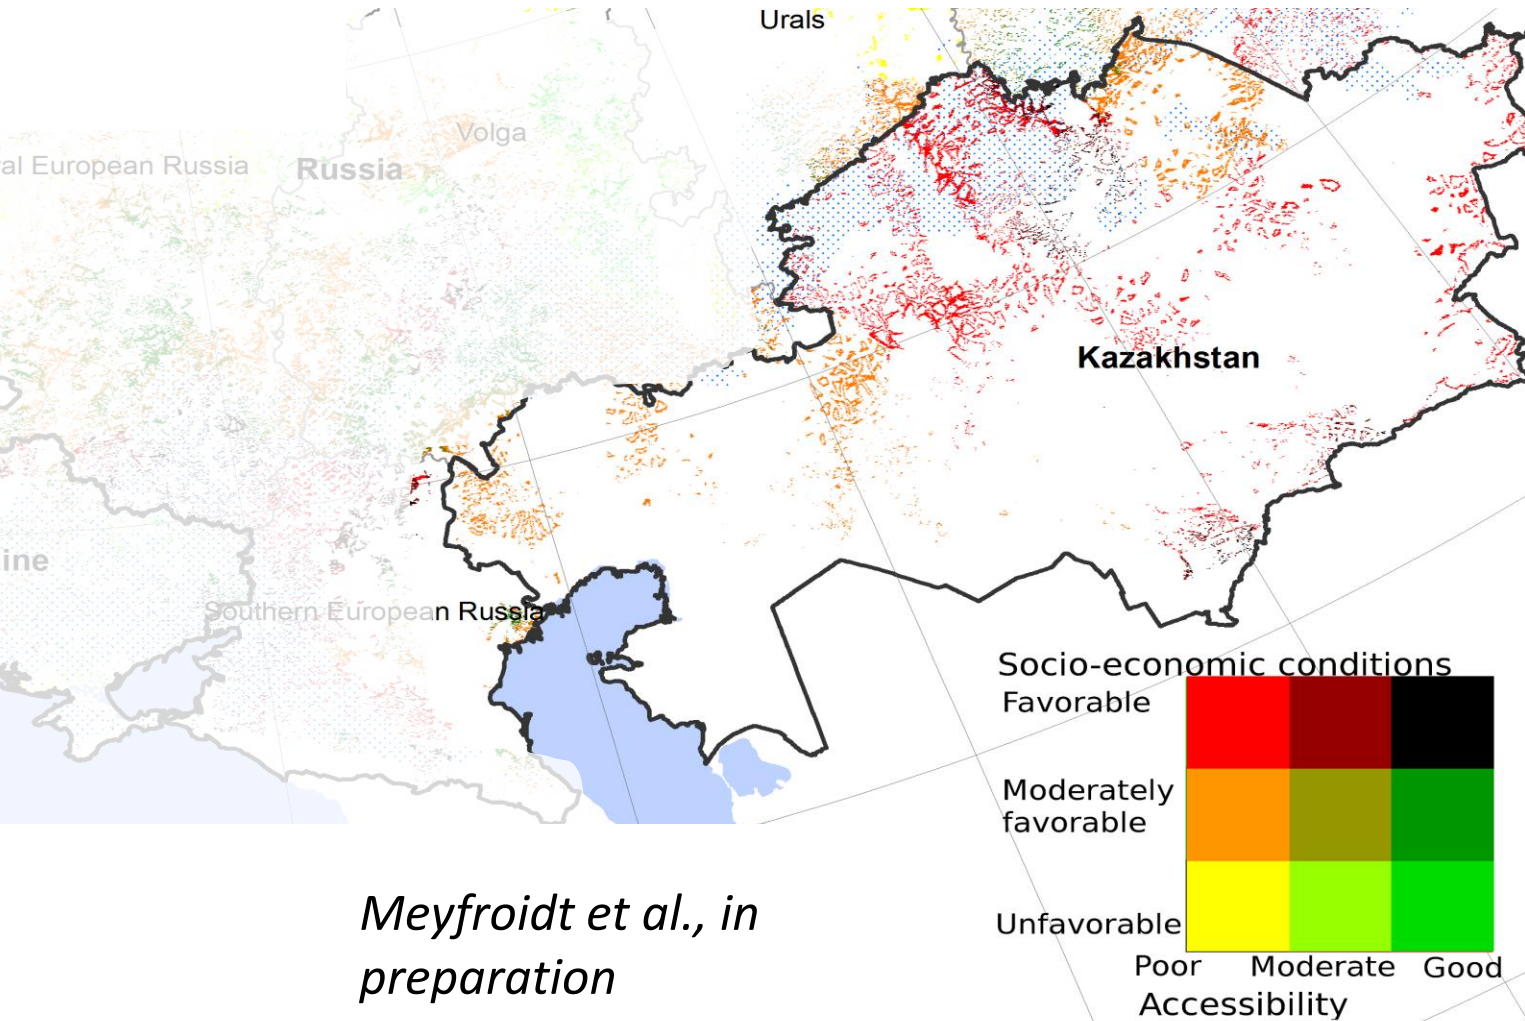 Urals
Volga
al European Russia
Russia
Kazakhstan
ine
Southern European Russia
Socio-economic conditions
Favorable
Moderately
favorable
Unfavorable
Poor Moderate Good
Accessibility
Meyfroidt et al., in
preparation